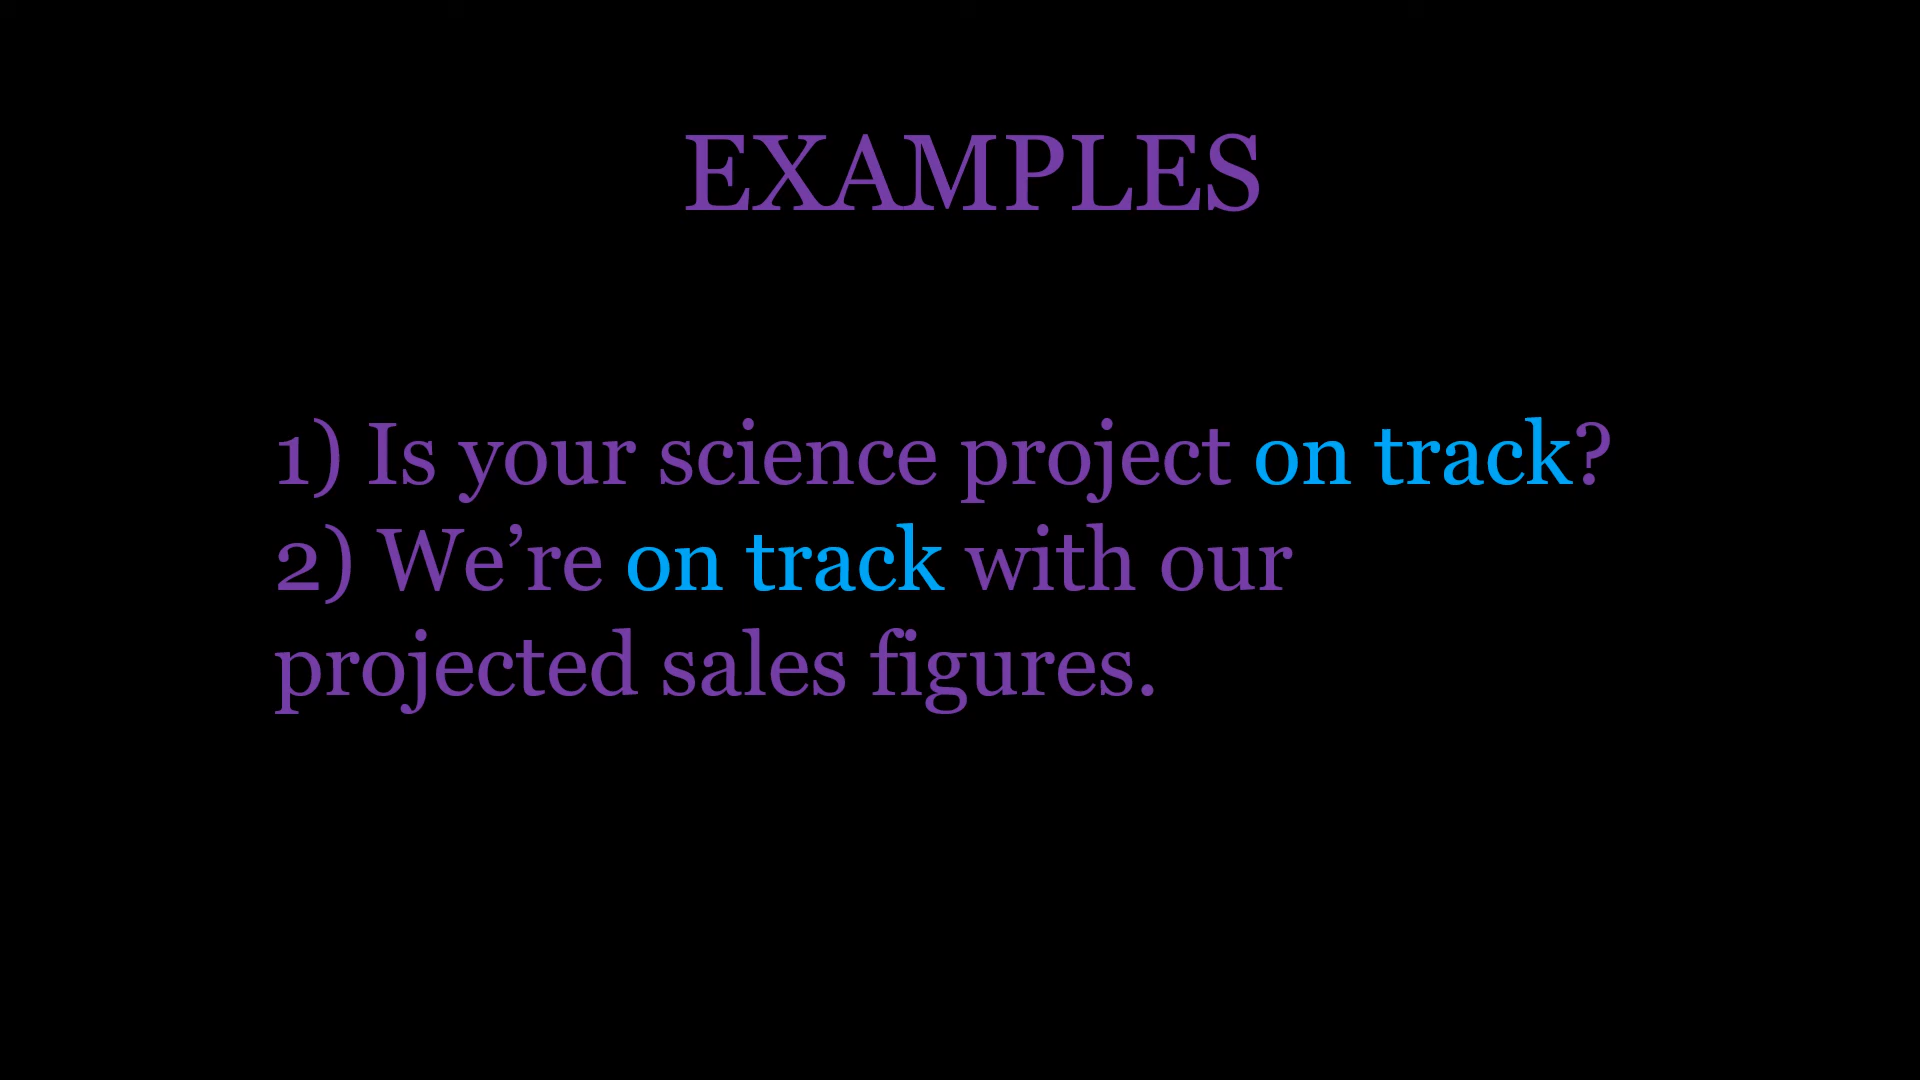 EXAMPLES
1) Is your science project on track?
2) We’re on track with our
projected sales figures.